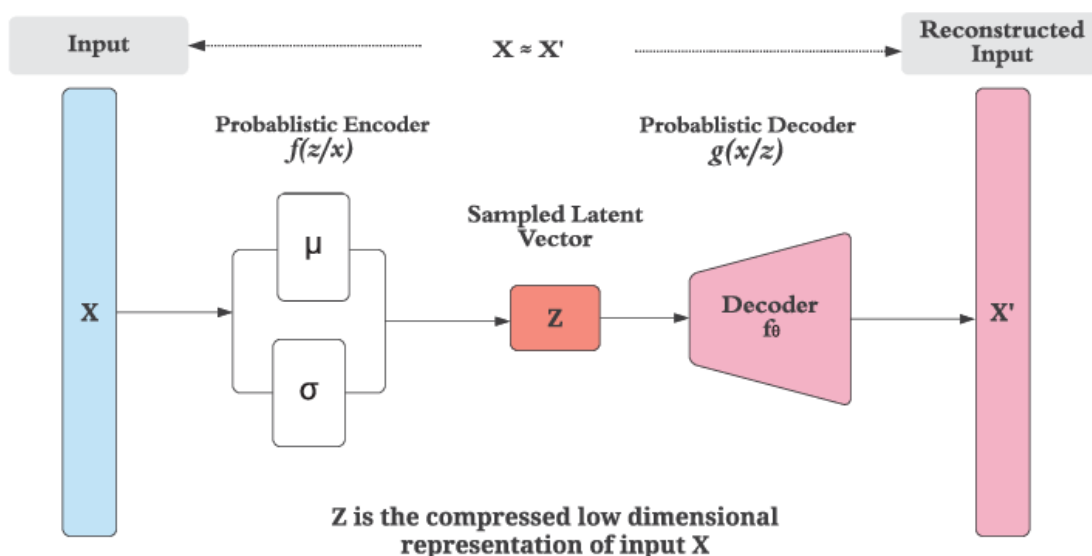 Input
X ≈ X'
Reconstructed
Input
Probablistic Encoder
f(z/x)
Probablistic Decoder
g(x/z)
μ
Sampled Latent
Vector
X
Z
Decoder
fθ
X'
σ
Z is the compressed low dimensional
representation of input X